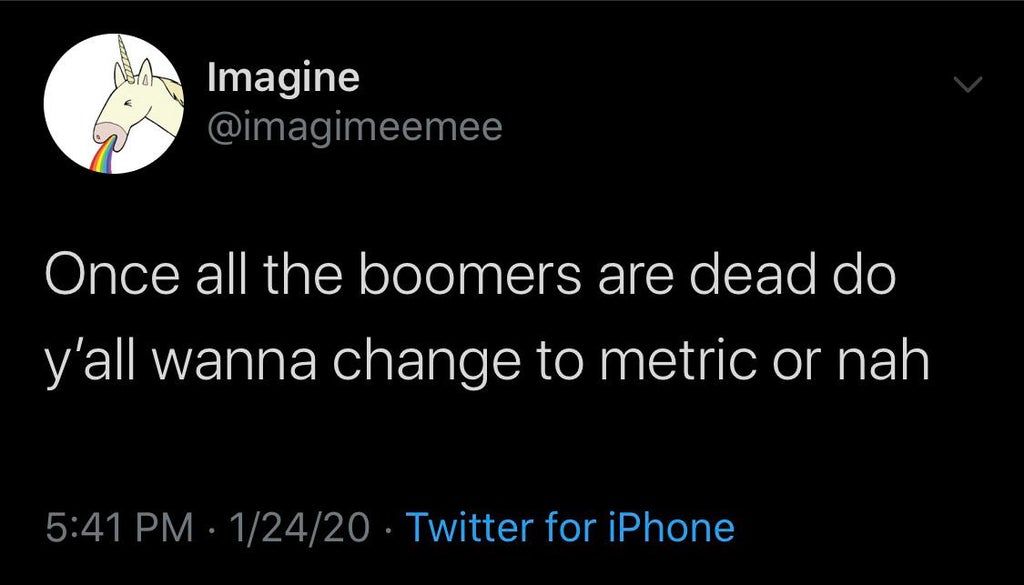 Imagine
@imagimeemee
Once all the boomers are dead do
y’all wanna change to metric or nah
5:41 PM · 1/24/20 · Twitter for iPhone